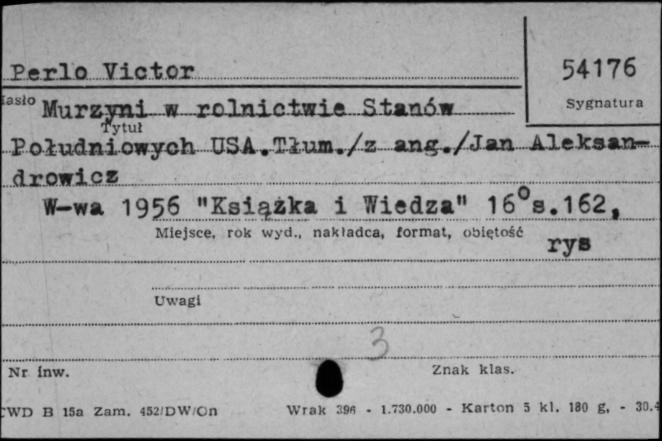 Perlo Victor
54176
Hasło
Sygnatura
Murzyni w rolnictwie Stanów
Tytuł
Południowych USA.Tłum./z ang./Jan Aleksan-
drowicz
W-wa 1956 "Książka i Wiedza" 16° s.162,
Miejsce, rok wyd., nakładca, format, objętość
rys
Uwagi
3
Nr inw.
Znak klas.
CWD B 15a Zam. 452/DW/Gn Wrak 396 - 1.730.000 - Karton 5 kl. 180 g. - 30.4